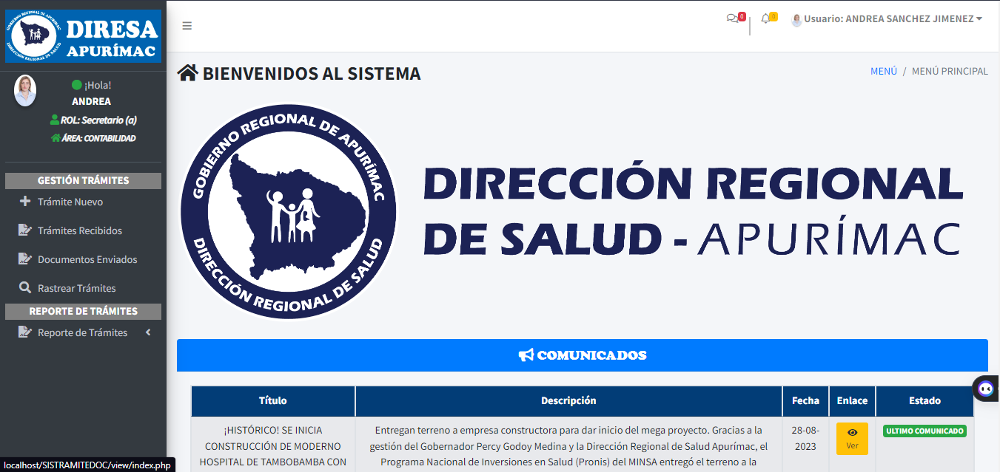 GOBIERNO REGIONAL DE APURIMAC
DIRECCIÓN REGIONAL DE SALUD
DIRESA
APURÍMAC
0
0
Usuario: ANDREA SANCHEZ JIMENEZ
¡Hola!
ANDREA
ROL: Secretario (a)
ÁREA: CONTABILIDAD
GESTIÓN TRÁMITES
Trámite Nuevo
Trámites Recibidos
Documentos Enviados
Rastrear Trámites
REPORTE DE TRÁMITES
Reporte de Trámites
BIENVENIDOS AL SISTEMA
MENÚ / MENÚ PRINCIPAL
GOBIERNO REGIONAL DE APURÍMAC
DIRECCIÓN REGIONAL DE SALUD
DIRECCIÓN REGIONAL
DE SALUD - APURÍMAC
COMUNICADOS
Título Descripción Fecha Enlace Estado
¡HISTÓRICO! SE INICIA
CONSTRUCCIÓN DE MODERNO
HOSPITAL DE TAMBOBAMBA CON
Entregan terreno a empresa constructora para dar inicio del mega proyecto. Gracias a la
gestión del Gobernador Percy Godoy Medina y la Dirección Regional de Salud Apurímac, el
Programa Nacional de Inversiones en Salud (Pronis) del MINSA entregó el terreno a la
28-08-
2023
Ver
ULTIMO COMUNICADO
localhost/SISTRAMITEDOC/view/index.php